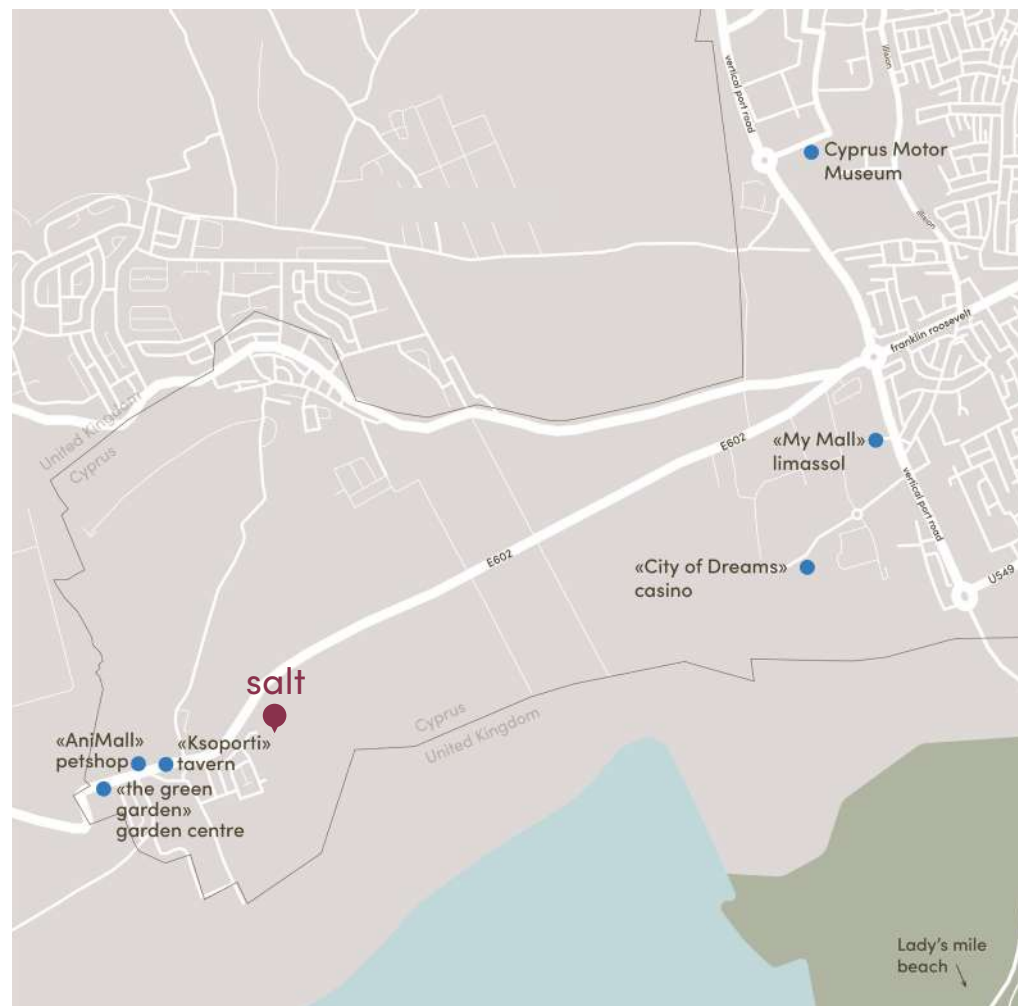 vertical port road
Wilson
Cyprus Motor
Museum
franklin roosevelt
United Kingdom
Cyprus
E602
«My Mall»
limassol
vertical port road
E602
«City of Dreams»
casino
U549
salt
Cyprus
United Kingdom
«AniMall»
petshop
«Ksoporti»
tavern
«the green
garden»
garden centre
Lady's mile
beach